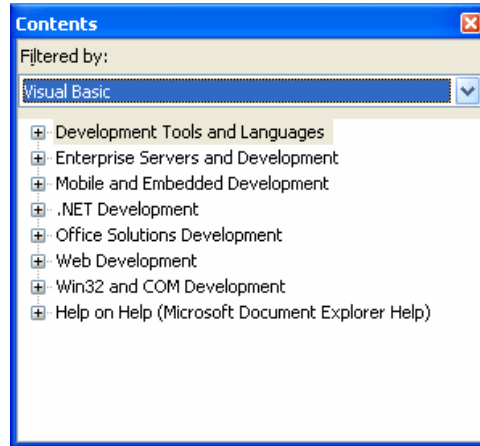 Contents
Filtered by:
Visual Basic
Development Tools and Languages
Enterprise Servers and Development
Mobile and Embedded Development
.NET Development
Office Solutions Development
Web Development
Win32 and COM Development
Help on Help (Microsoft Document Explorer Help)